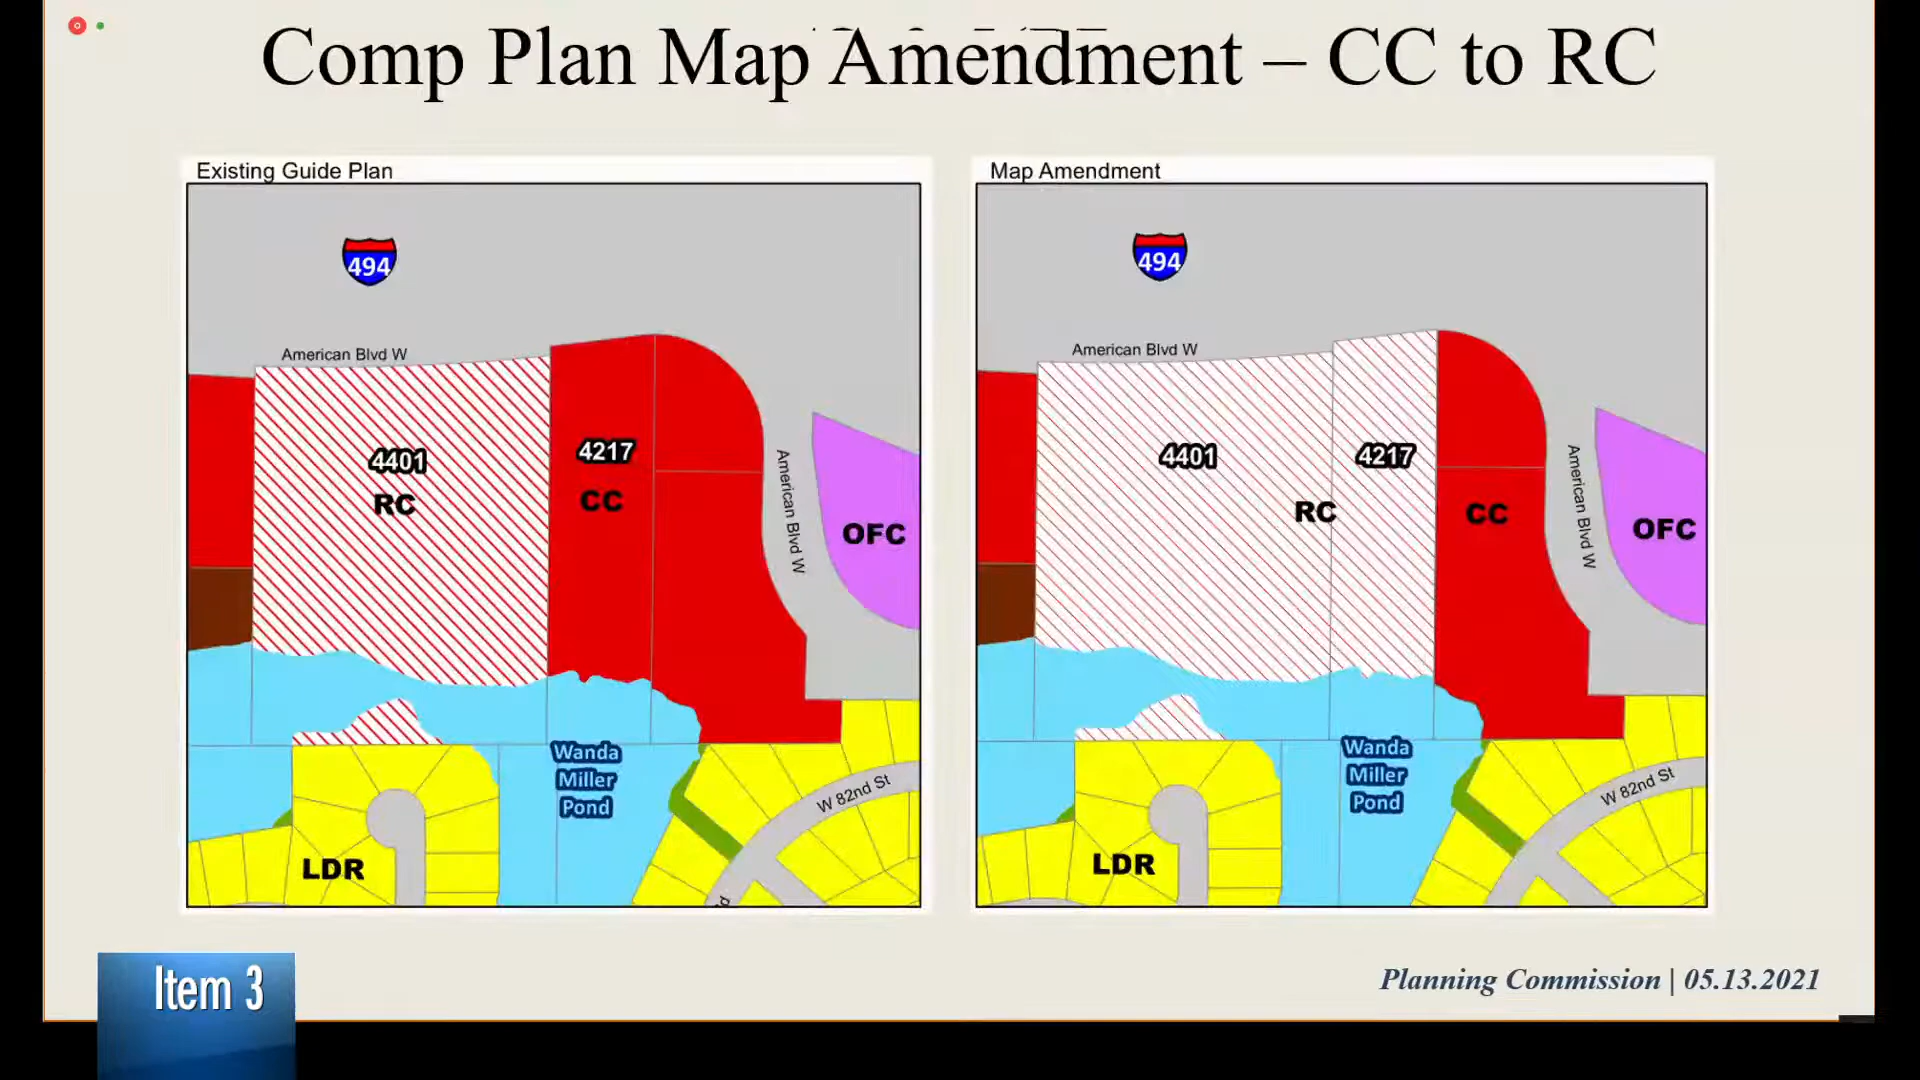 Comp Plan Map Amendment – CC to RC
Existing Guide Plan
494
American Blvd W
4401
RC
4217
CC
American Blvd W
OFC
Wanda
Miller
Pond
W 82nd St
LDR
Map Amendment
494
American Blvd W
4401
4217
RC
CC
American Blvd W
OFC
Wanda
Miller
Pond
W 82nd St
LDR
Item 3
Planning Commission | 05.13.2021